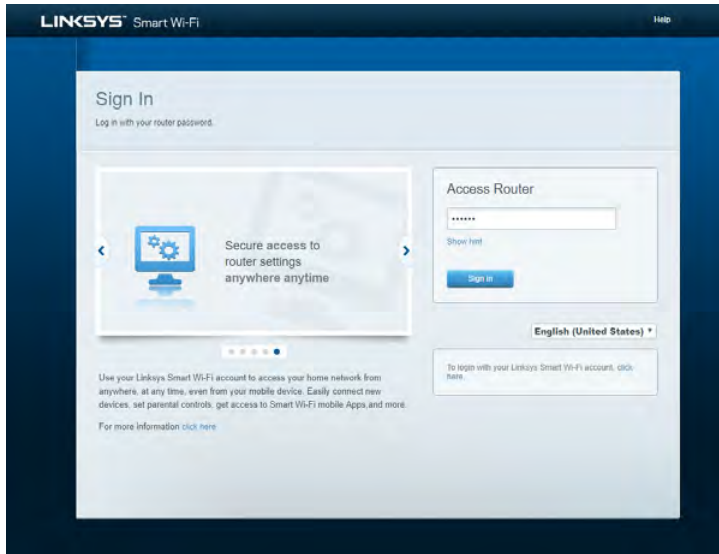 LINKSYS™ Smart Wi-Fi
Help
Sign In
Log in with your router password.
Secure access to
router settings
anywhere anytime
Use your Linksys Smart Wi-Fi account to access your home network from
anywhere, at any time, even from your mobile device. Easily connect new
devices, set parental controls, get access to Smart Wi-Fi mobile Apps,and more.
For more information click here
Access Router
••••••
Show hint
Sign in
English (United States)
To login with your Linksys Smart Wi-Fi account, click
here.